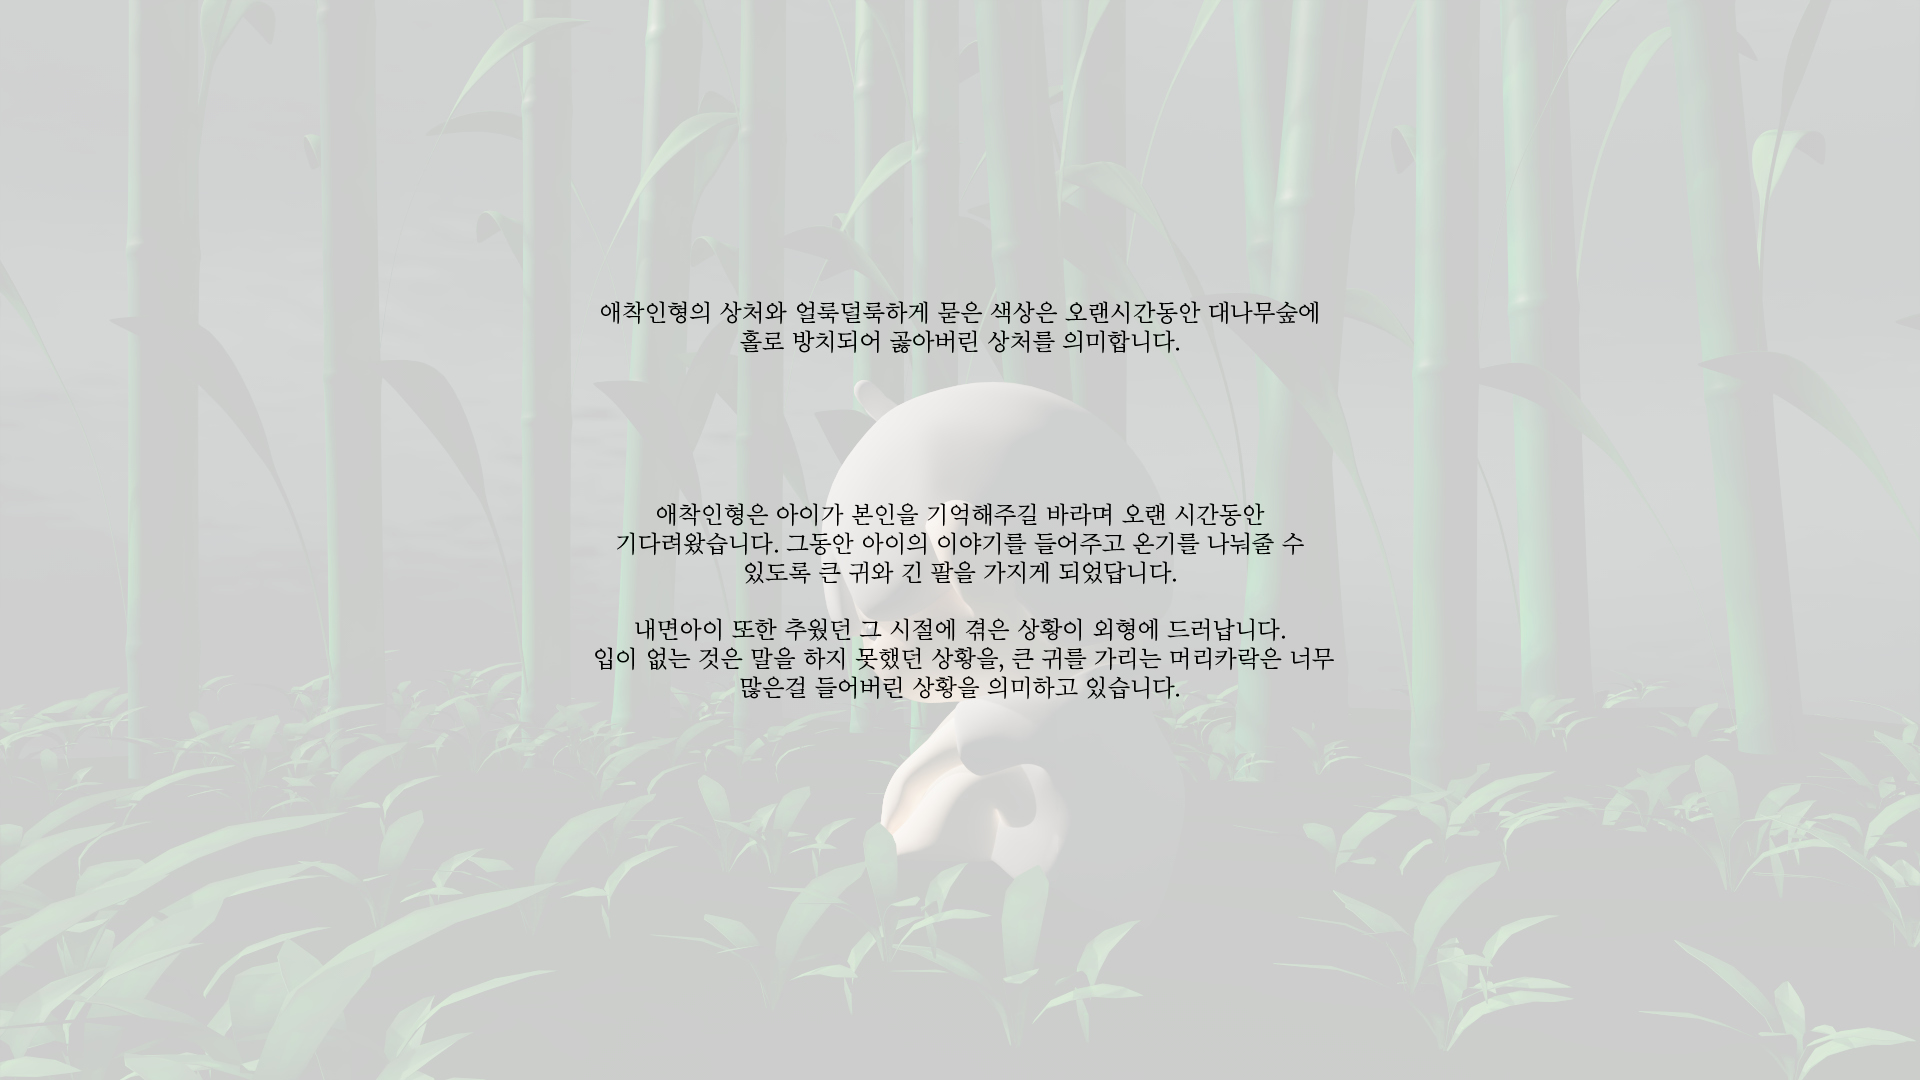 애착인형의 상처와 얼룩덜룩하게 묻은 색상은 오랜시간동안 대나무숲에
홀로 방치되어 곪아버린 상처를 의미합니다.
애착인형은 아이가 본인을 기억해주길 바라며 오랜 시간동안
기다려왔습니다. 그동안 아이의 이야기를 들어주고 온기를 나눠줄 수
있도록 큰 귀와 긴 팔을 가지게 되었답니다.
내면아이 또한 추웠던 그 시절에 겪은 상황이 외형에 드러납니다.
입이 없는 것은 말을 하지 못했던 상황을, 큰 귀를 가리는 머리카락은 너무
많은걸 들어버린 상황을 의미하고 있습니다.